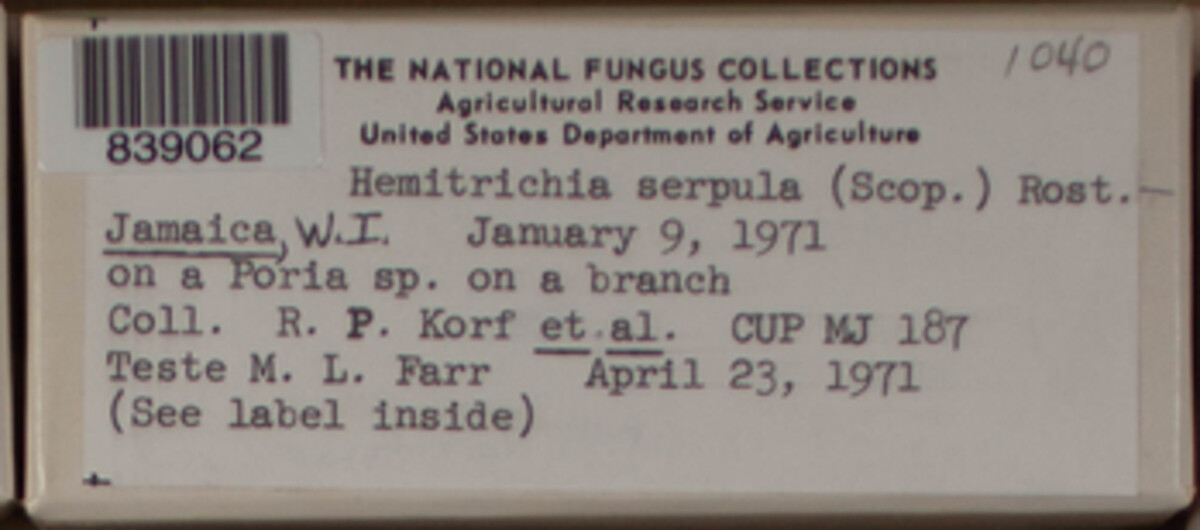 1040
THE NATIONAL FUNGUS COLLECTIONS
Agricultural Research Service
United States Department of Agriculture
839062
Hemitrichia serpula (Scop.) Rost.—
Jamaica, W.I. January 9, 1971
on a Poria sp. on a branch
Coll. R. P. Korf et al. CUP MJ 187
Teste M. L. Farr April 23, 1971
(See label inside)